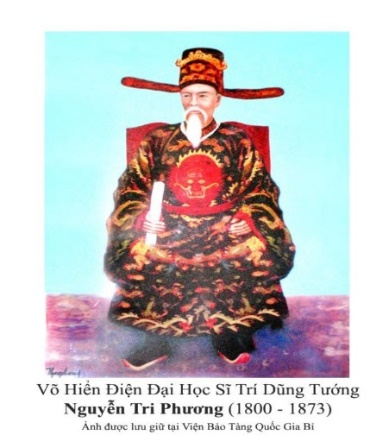 Võ Hiển Điện Đại Học Sĩ Trí Dũng Tướng
Nguyễn Tri Phương (1800 - 1873)
Ảnh được lưu giữ tại Viện Bảo Tàng Quốc Gia Bỉ